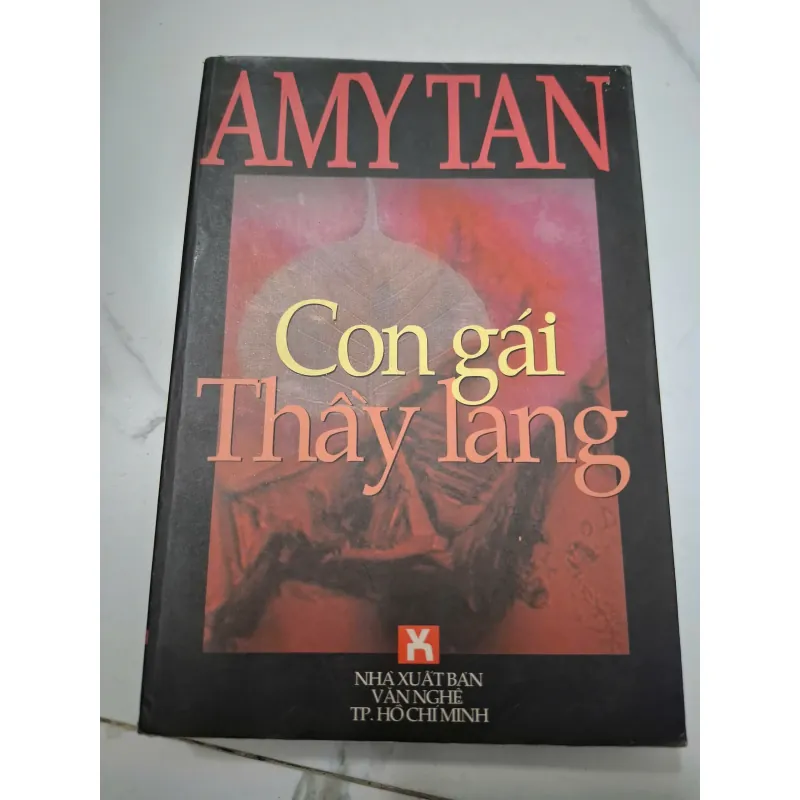 AMY TAN
Con gái
Thầy lang
NHÀ XUẤT BẢN
VĂN NGHỆ
TP. HỒ CHÍ MINH